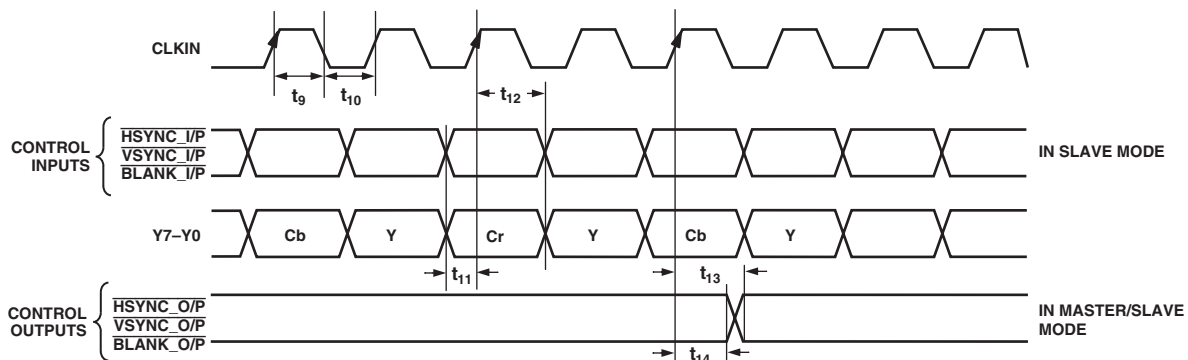 CLKIN
t9
t10
t12
CONTROL INPUTS
HSYNC_I/P
VSYNC_I/P
BLANK_I/P
IN SLAVE MODE
Y7–Y0
Cb
Y
Cr
Y
Cb
Y
t11
t13
CONTROL OUTPUTS
HSYNC_O/P
VSYNC_O/P
BLANK_O/P
IN MASTER/SLAVE
MODE
t14